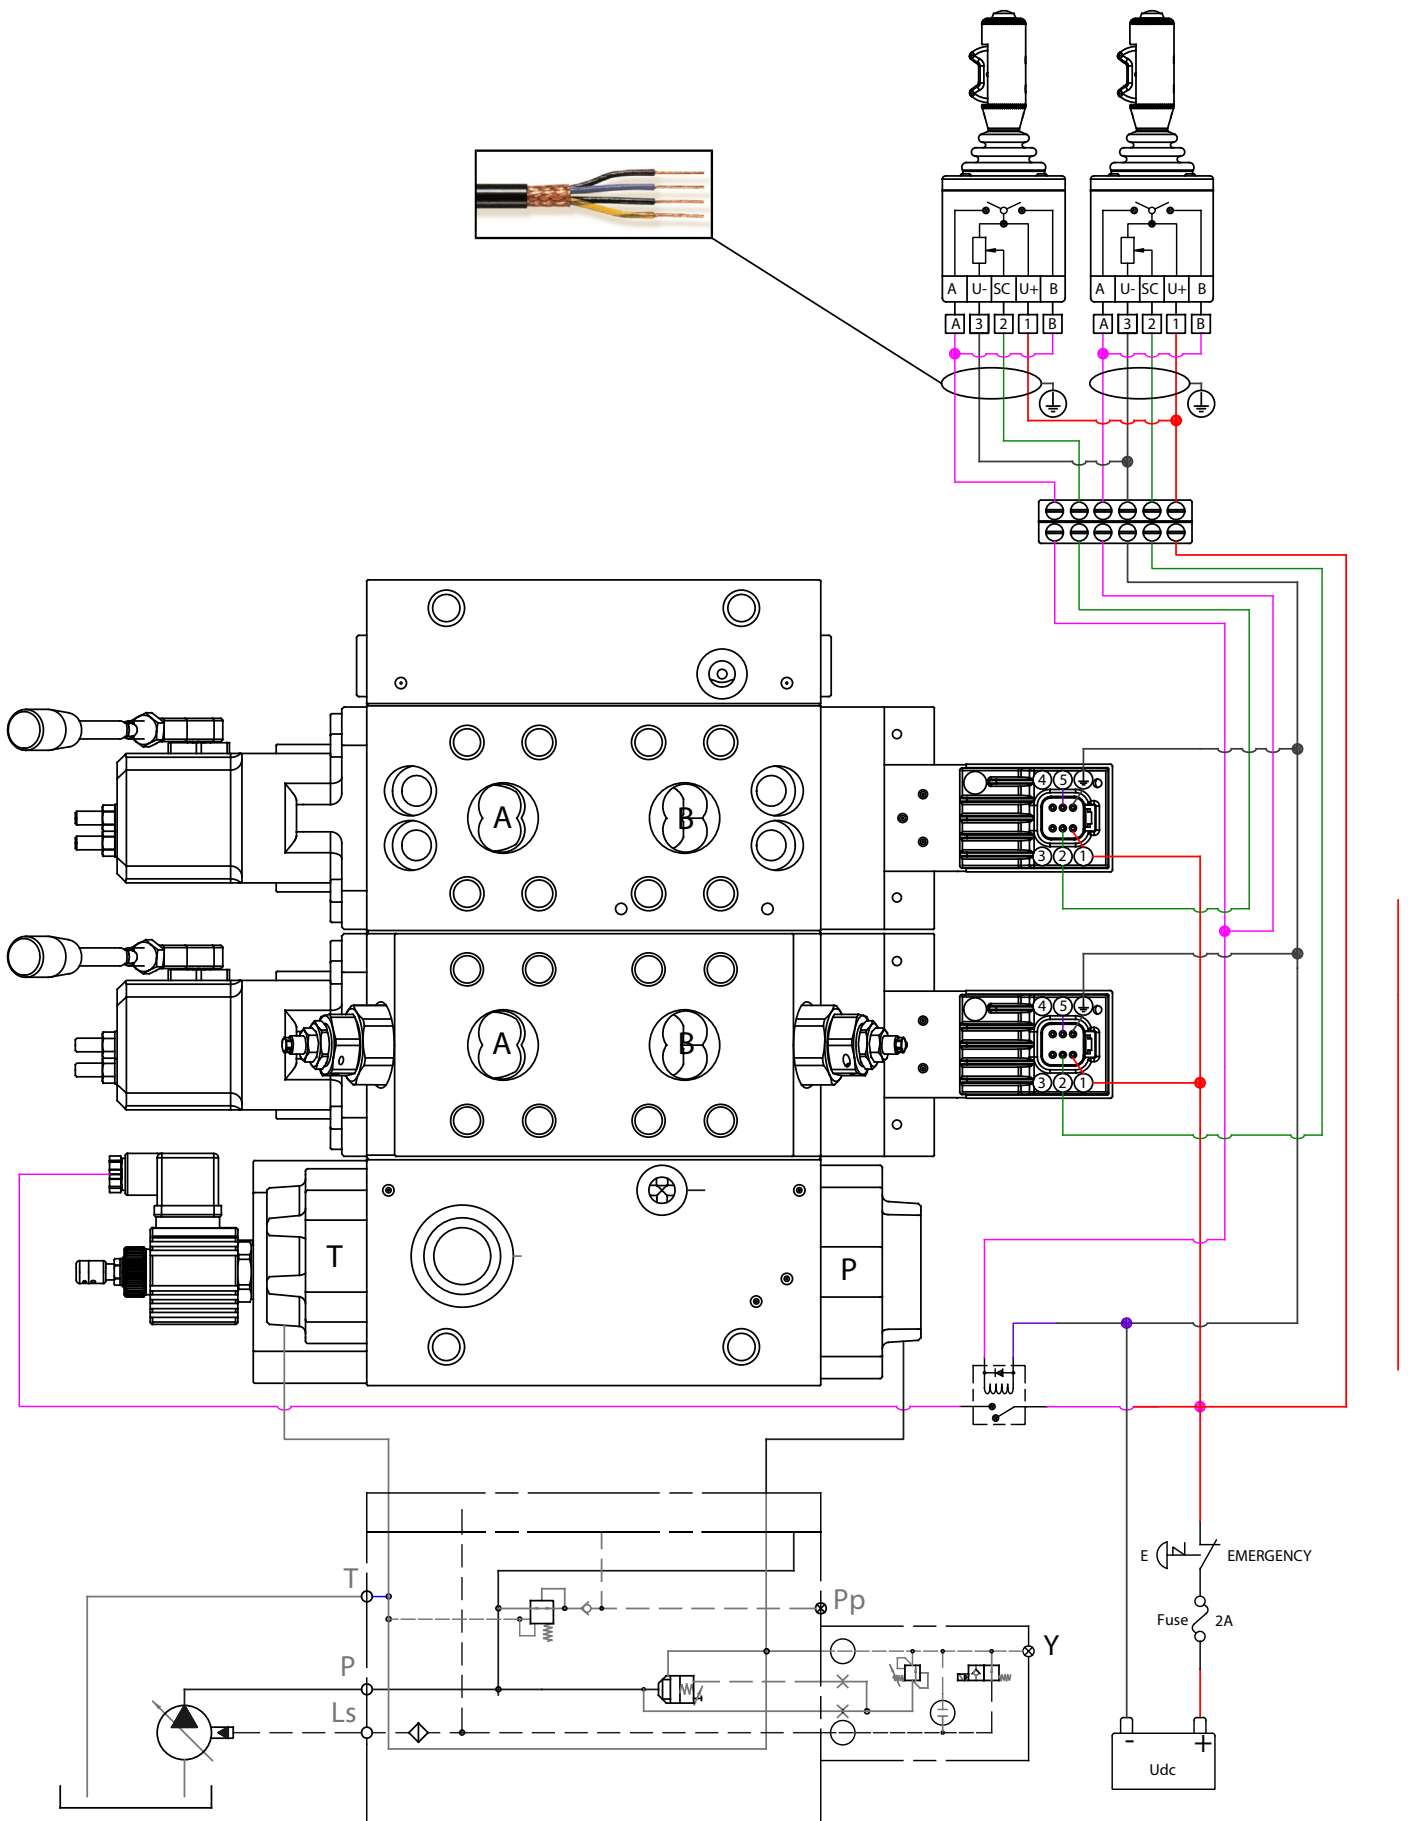 A U- SC U+ B A U- SC U+ B
A 3 2 1 B A 3 2 1 B
4 5
A B
3 2 1
4 5
A B
3 2 1
T P
E EMERGENCY
T
Pp
Fuse 2A
Y
P
Ls
- +
Udc